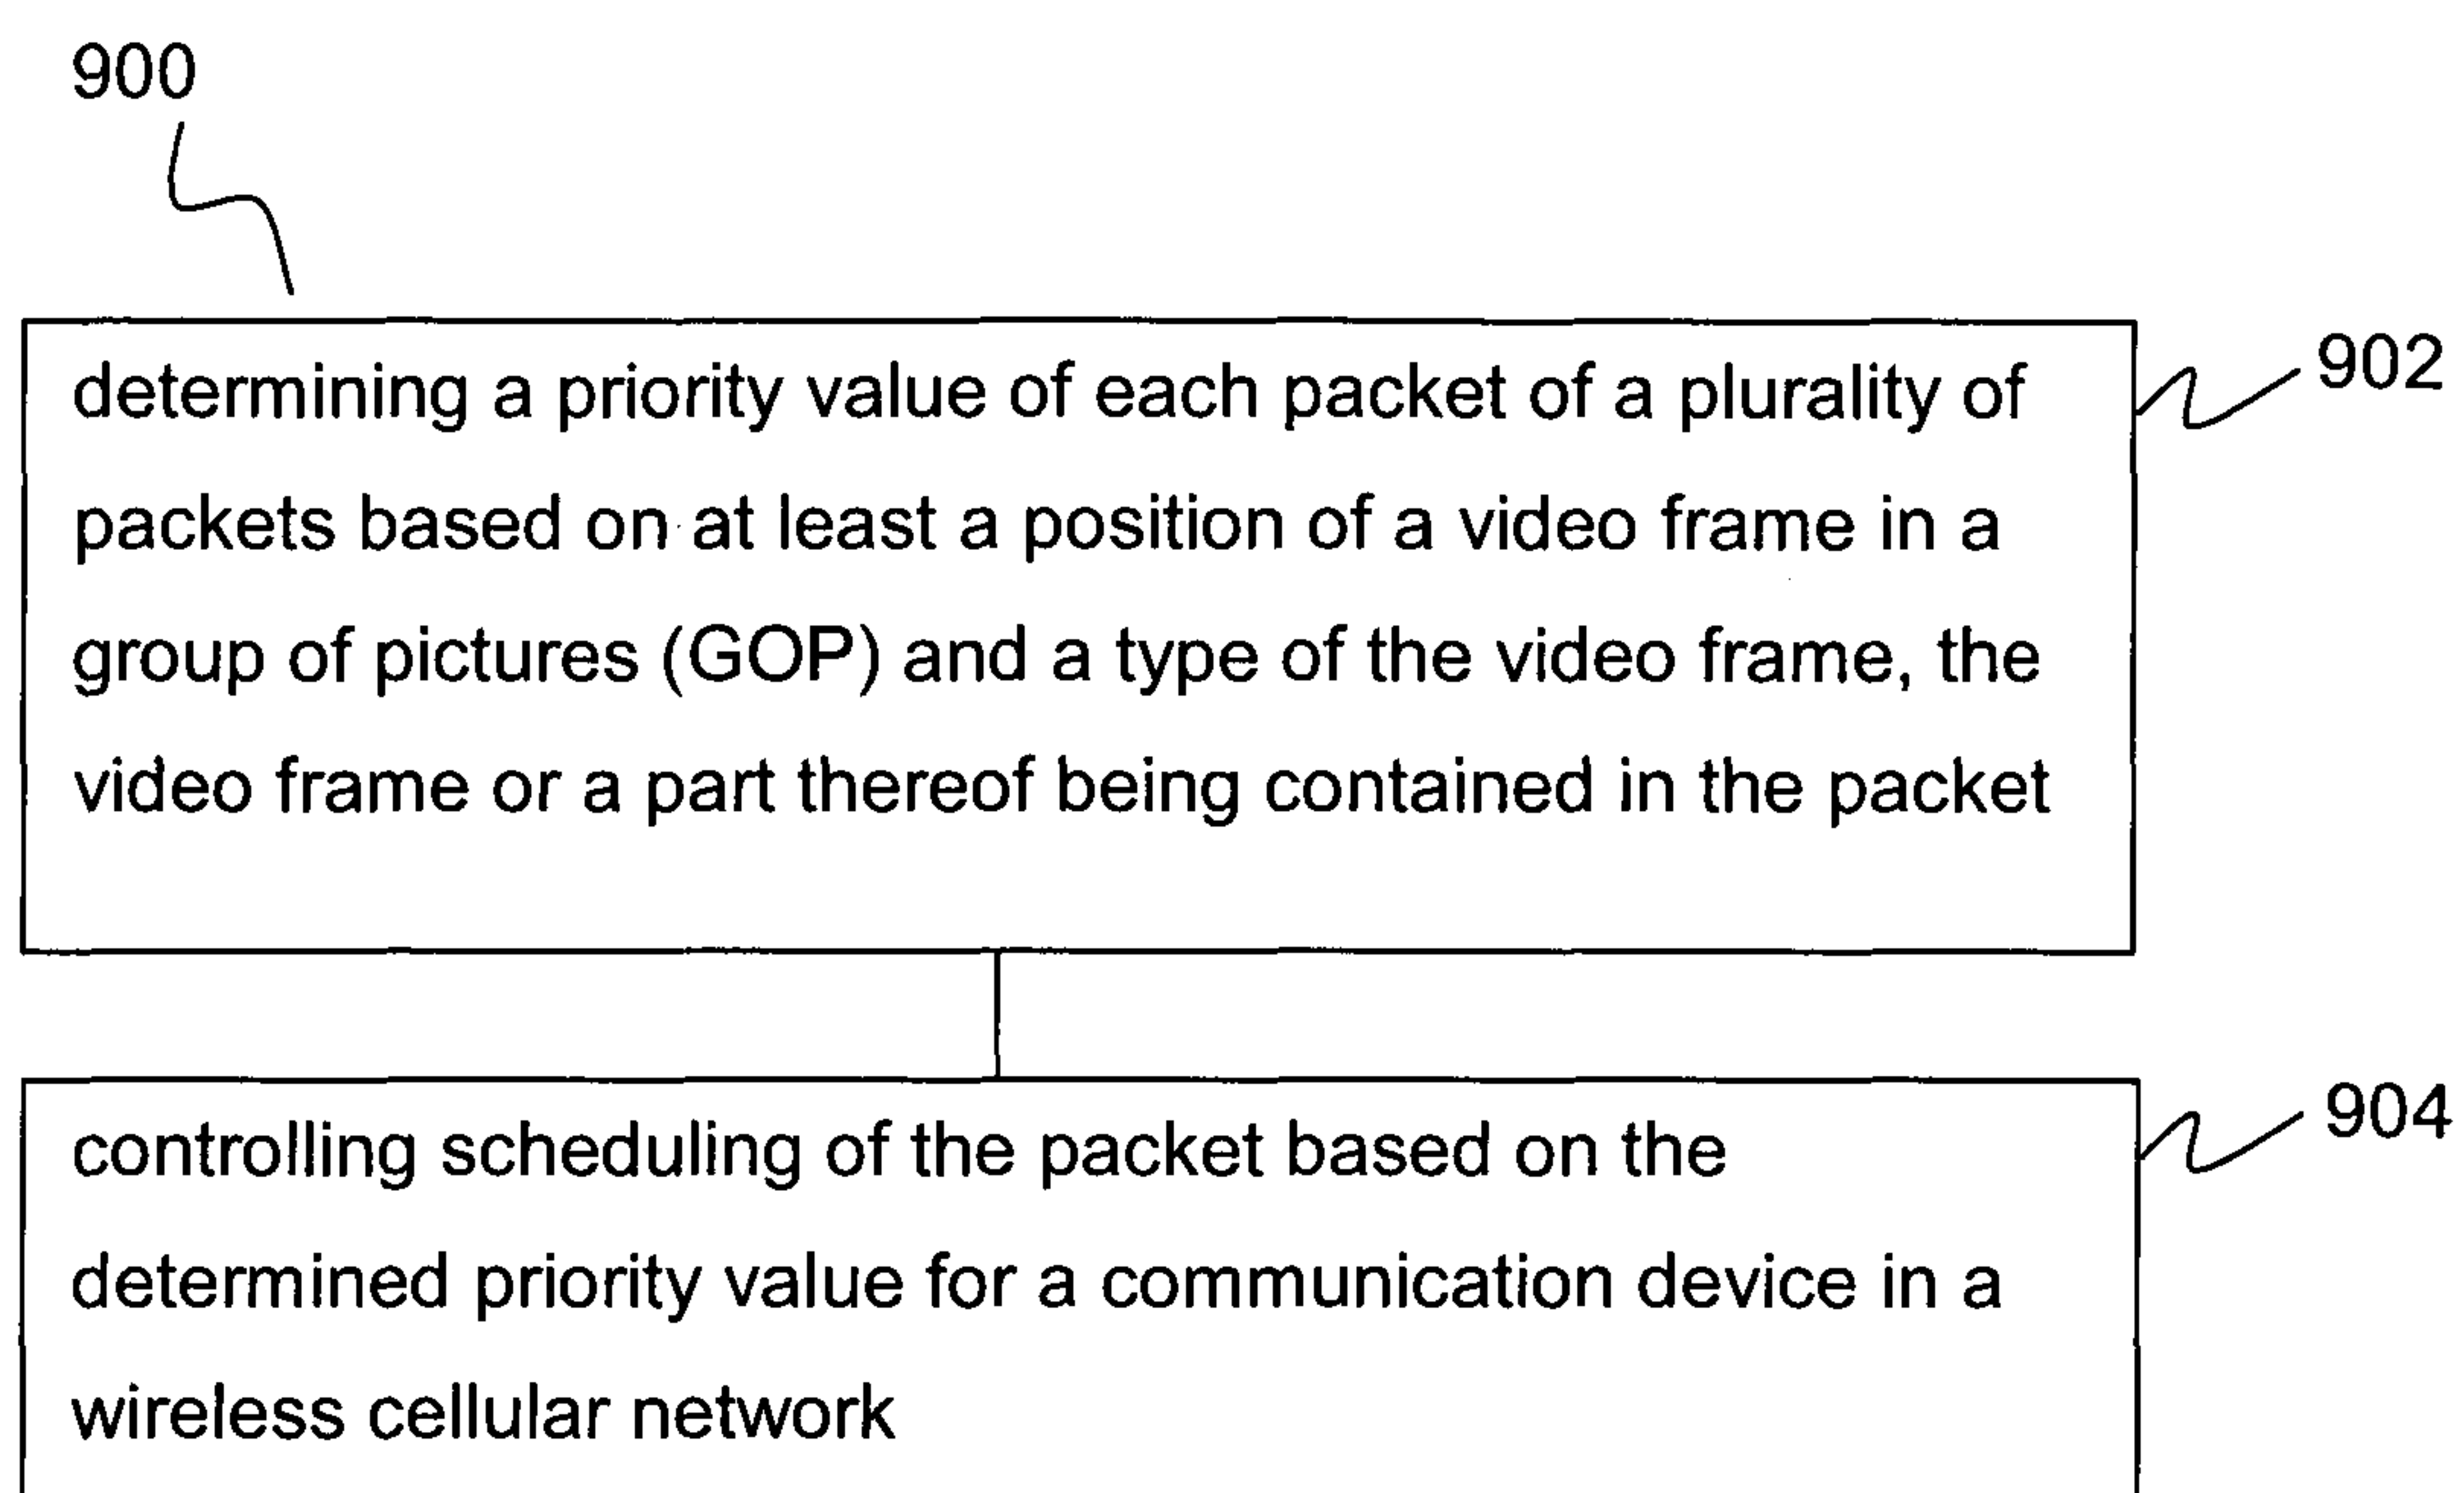 900
determining a priority value of each packet of a plurality of
902
packets based on at least a position of a video frame in a
group of pictures (GOP) and a type of the video frame, the
video frame or a part thereof being contained in the packet
controlling scheduling of the packet based on the
904
determined priority value for a communication device in a
wireless cellular network